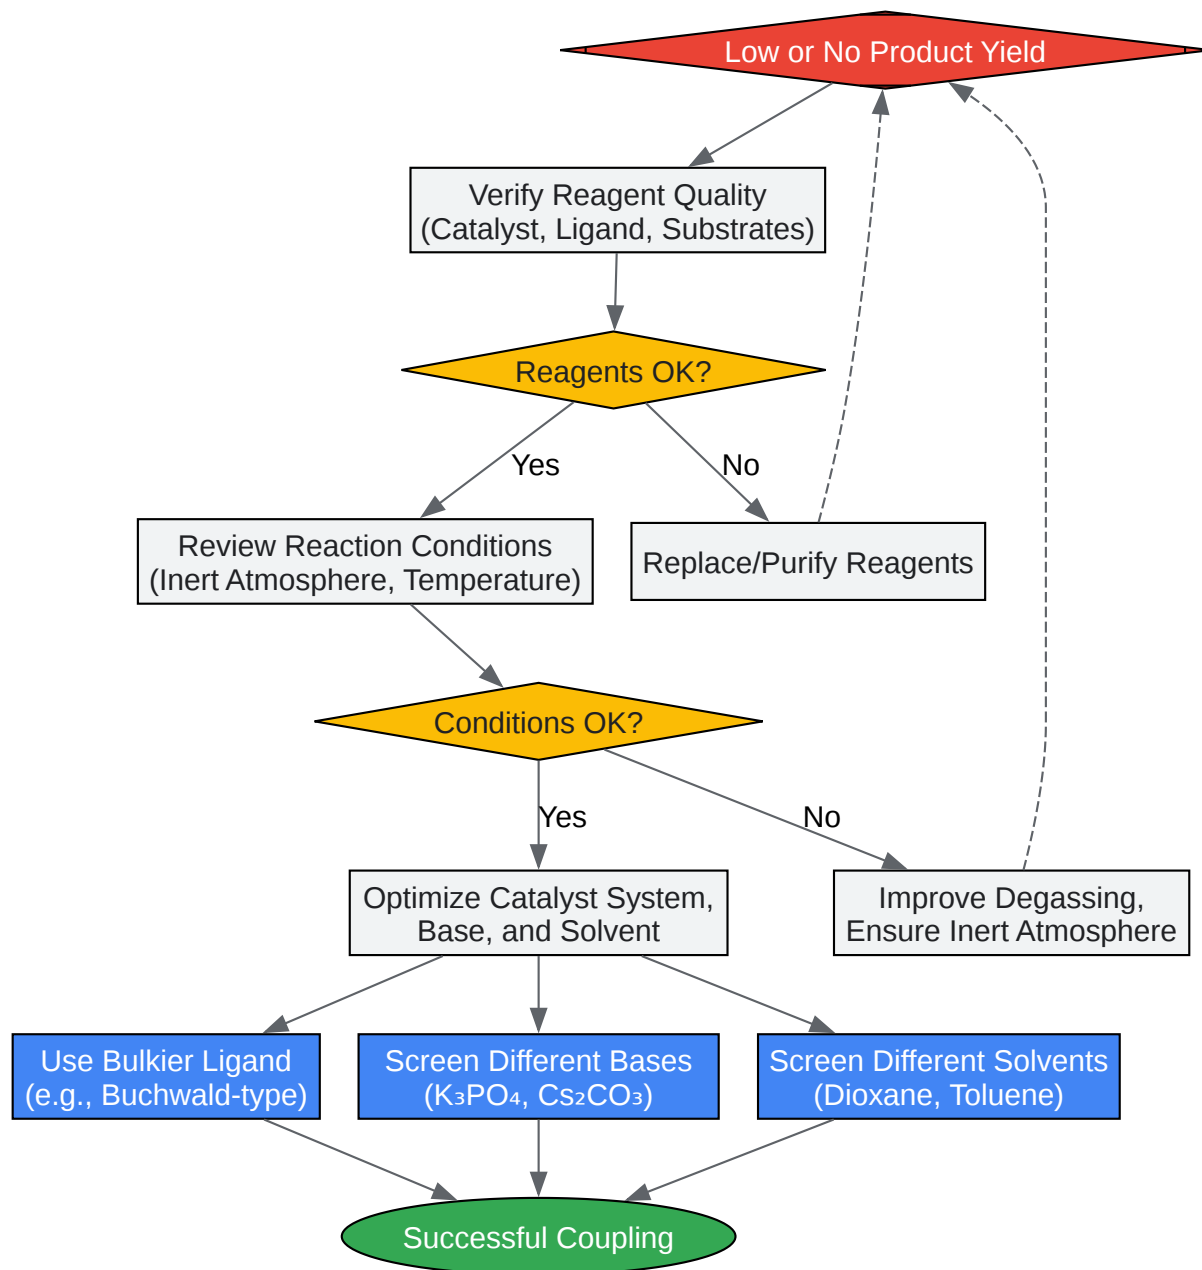 Low or No Product Yield
Verify Reagent Quality
(Catalyst, Ligand, Substrates)
Reagents OK?
Yes
No
Review Reaction Conditions
(Inert Atmosphere, Temperature)
Replace/Purify Reagents
Conditions OK?
Yes
No
Optimize Catalyst System,
Base, and Solvent
Improve Degassing,
Ensure Inert Atmosphere
Use Bulkier Ligand
(e.g., Buchwald-type)
Screen Different Bases
(K₃PO₄, Cs₂CO₃)
Screen Different Solvents
(Dioxane, Toluene)
Successful Coupling